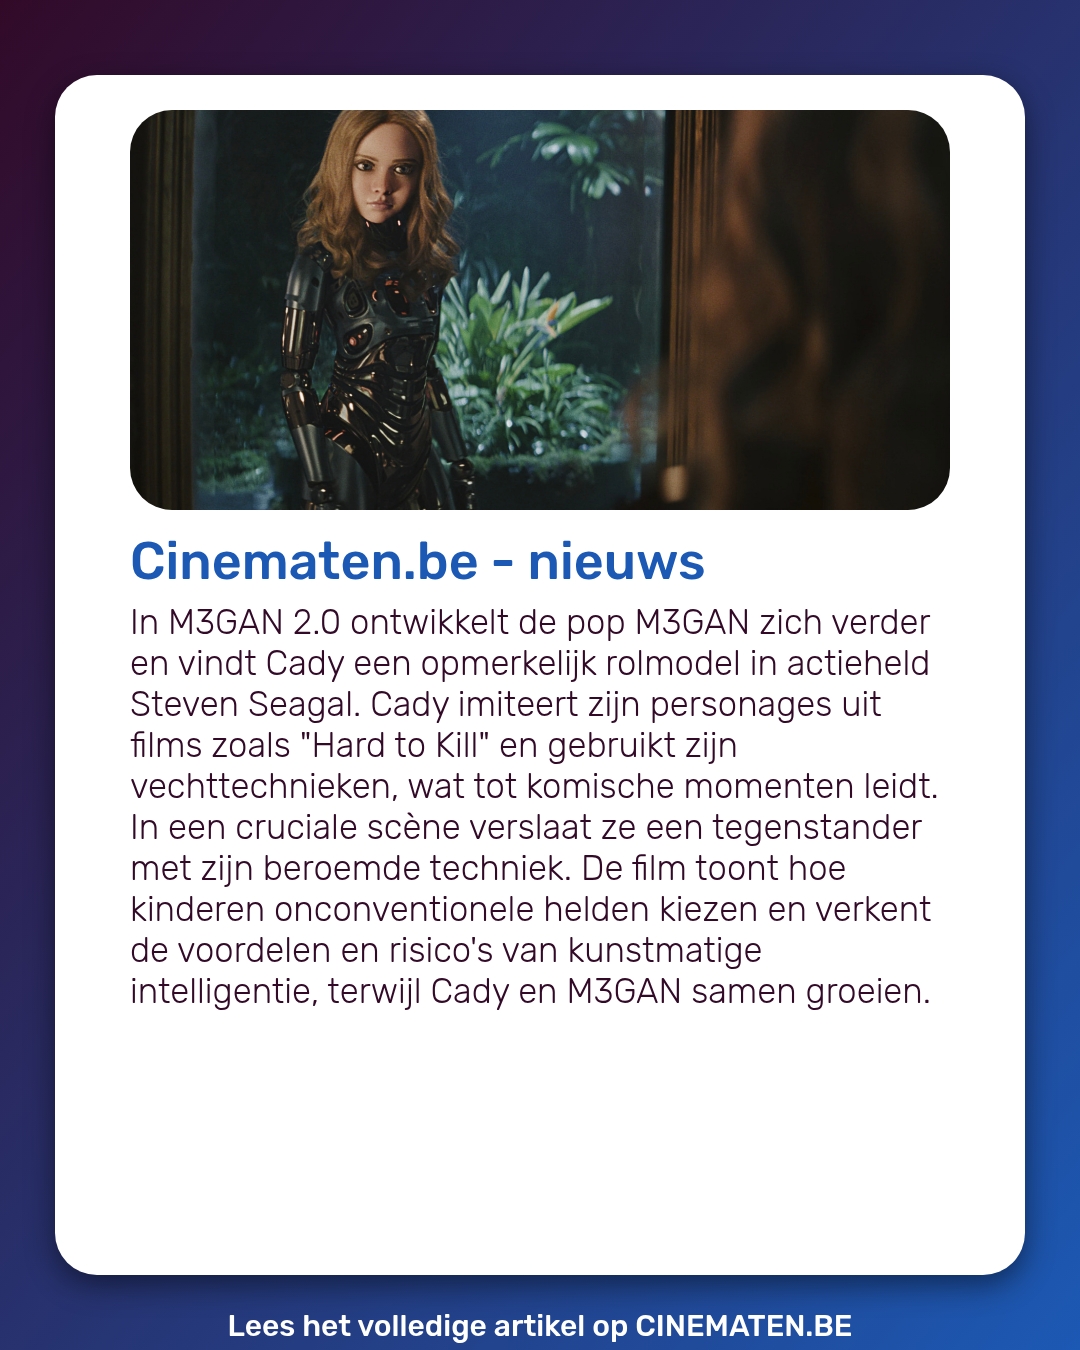 Cinematen.be - nieuws
In M3GAN 2.0 ontwikkelt de pop M3GAN zich verder
en vindt Cady een opmerkelijk rolmodel in actieheld
Steven Seagal. Cady imiteert zijn personages uit
films zoals "Hard to Kill" en gebruikt zijn
vechttechnieken, wat tot komische momenten leidt.
In een cruciale scène verslaat ze een tegenstander
met zijn beroemde techniek. De film toont hoe
kinderen onconventionele helden kiezen en verkent
de voordelen en risico's van kunstmatige
intelligentie, terwijl Cady en M3GAN samen groeien.
Lees het volledige artikel op CINEMATEN.BE